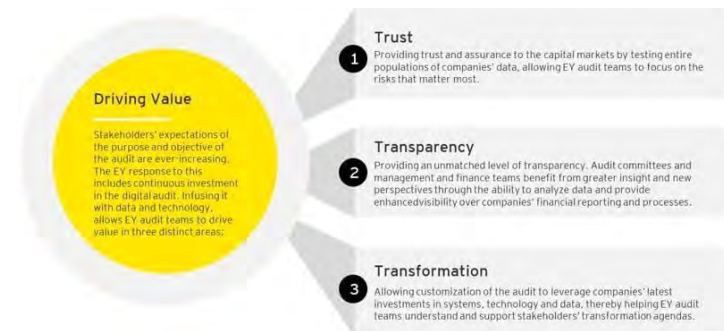 Driving Value
Stakeholders' expectations of
the purpose and objective of
the audit are ever-increasing.
The EY response to this
includes continuous investment
in the digital audit. Infusing it
with data and technology,
allows EY audit teams to drive
value in three distinct areas:
1
Trust
Providing trust and assurance to the capital markets by testing entire
populations of companies' data, allowing EY audit teams to focus on the
risks that matter most.
2
Transparency
Providing an unmatched level of transparency. Audit committees and
management and finance teams benefit from greater insight and new
perspectives through the ability to analyze data and provide
enhancedvisibility over companies' financial reporting and processes.
3
Transformation
Allowing customization of the audit to leverage companies' latest
investments in systems, technology and data, thereby helping EY audit
teams understand and support stakeholders' transformation agendas.